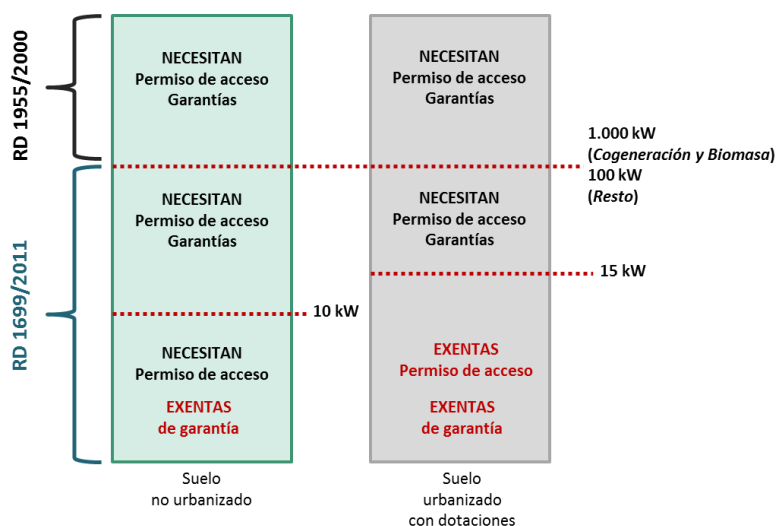 RD 1955/2000
NECESITAN
Permiso de acceso
Garantías
NECESITAN
Permiso de acceso
Garantías
1.000 kW
(Cogeneración y Biomasa)
100 kW
(Resto)
RD 1699/2011
NECESITAN
Permiso de acceso
Garantías
NECESITAN
Permiso de acceso
Garantías
15 kW
10 kW
NECESITAN
Permiso de acceso
EXENTAS
de garantía
EXENTAS
Permiso de acceso
EXENTAS
de garantía
Suelo
no urbanizado
Suelo
urbanizado
con dotaciones